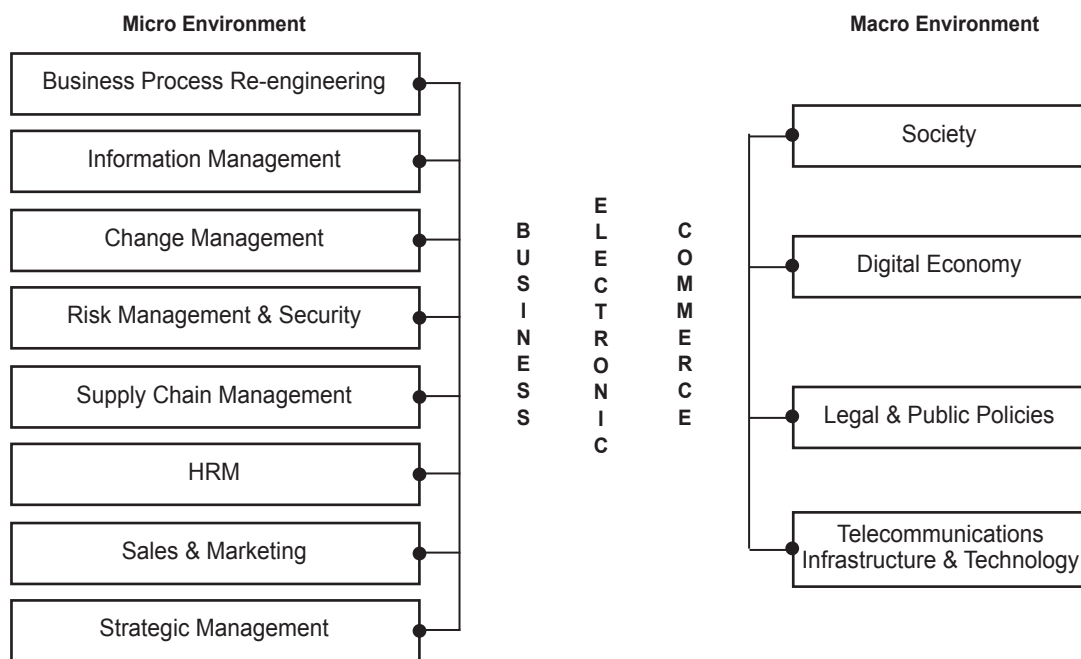 Micro Environment
Business Process Re-engineering
Information Management
Change Management
Risk Management & Security
Supply Chain Management
HRM
Sales & Marketing
Strategic Management
BUSINESS
ELECTRONIC
COMMERCE
Macro Environment
Society
Digital Economy
Legal & Public Policies
Telecommunications
Infrastructure & Technology